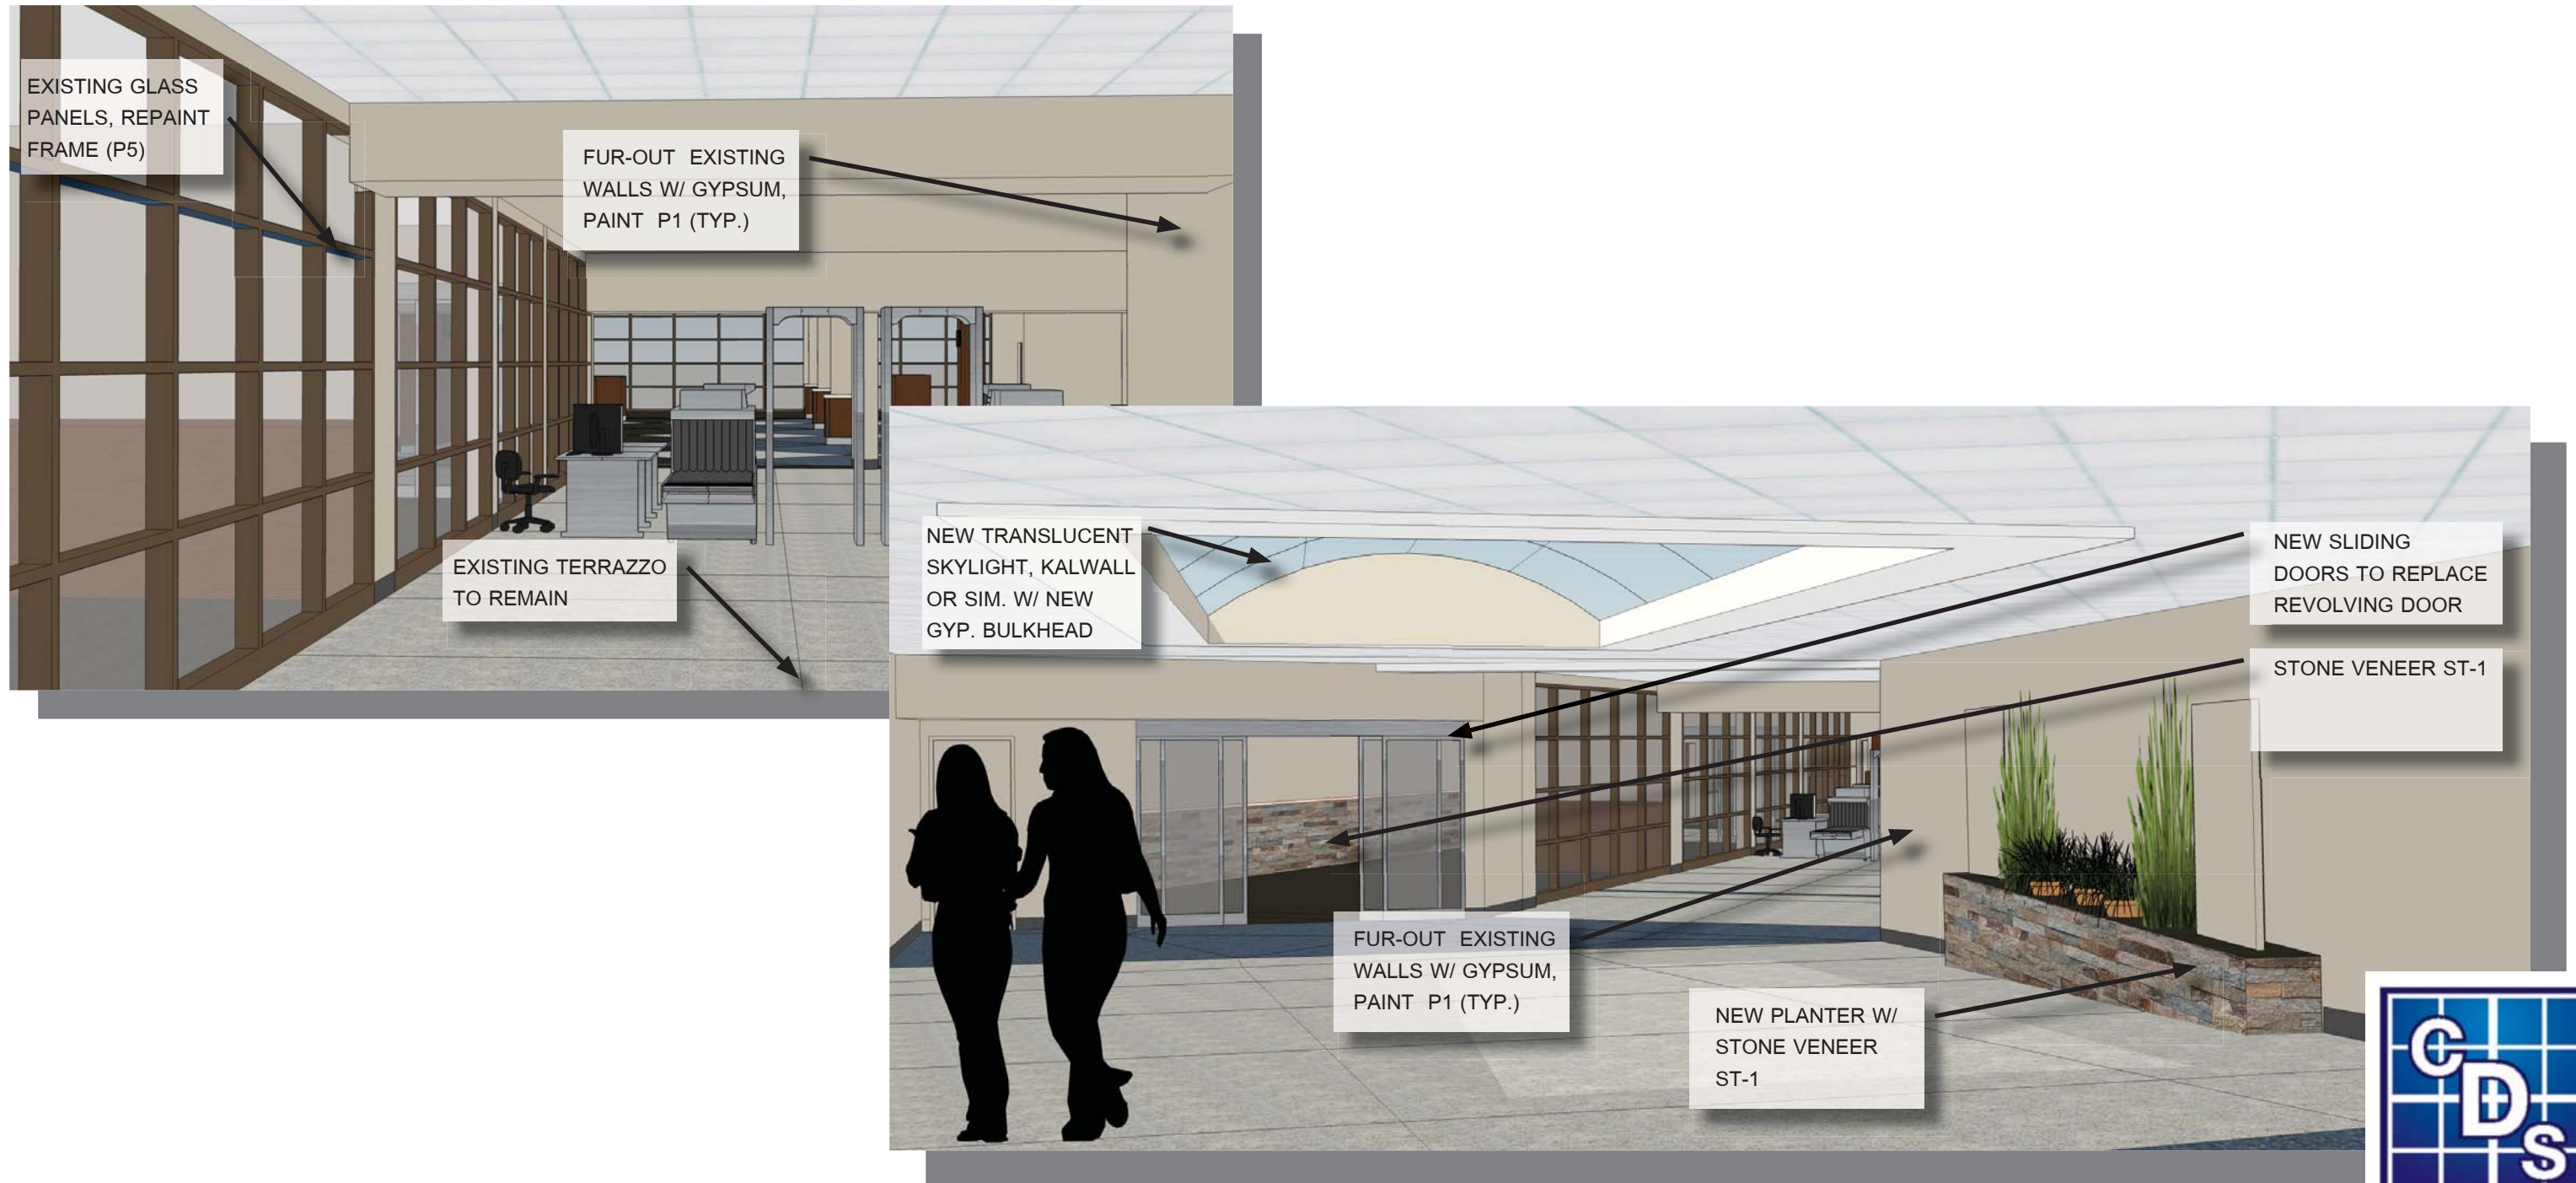 EXISTING GLASS
PANELS, REPAINT
FRAME (P5)
FUR-OUT EXISTING
WALLS W/ GYPSUM,
PAINT P1 (TYP.)
EXISTING TERRAZZO
TO REMAIN
NEW TRANSLUCENT
SKYLIGHT, KALWALL
OR SIM. W/ NEW
GYP. BULKHEAD
NEW SLIDING
DOORS TO REPLACE
REVOLVING DOOR
STONE VENEER ST-1
FUR-OUT EXISTING
WALLS W/ GYPSUM,
PAINT P1 (TYP.)
NEW PLANTER W/
STONE VENEER
ST-1
CDS